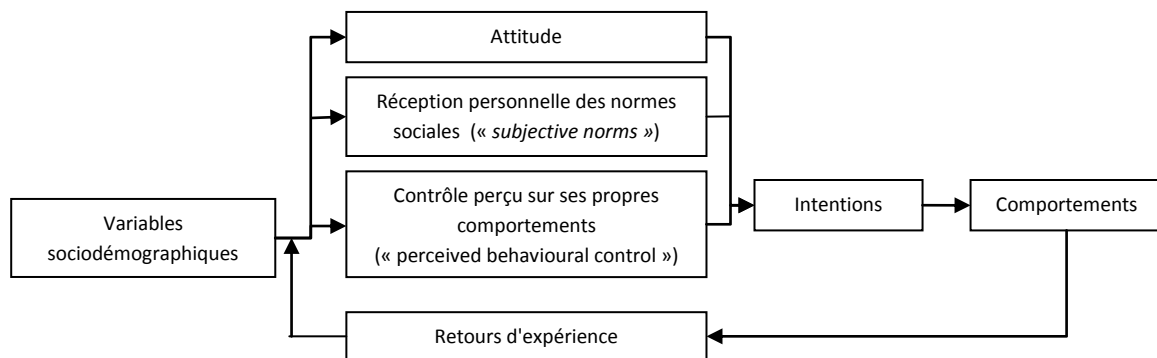 Attitude
Réception personnelle des normes
sociales (« subjective norms »)
Contrôle perçu sur ses propres
comportements
(« perceived behavioural control »)
Variables
sociodémographiques
Intentions
Comportements
Retours d'expérience